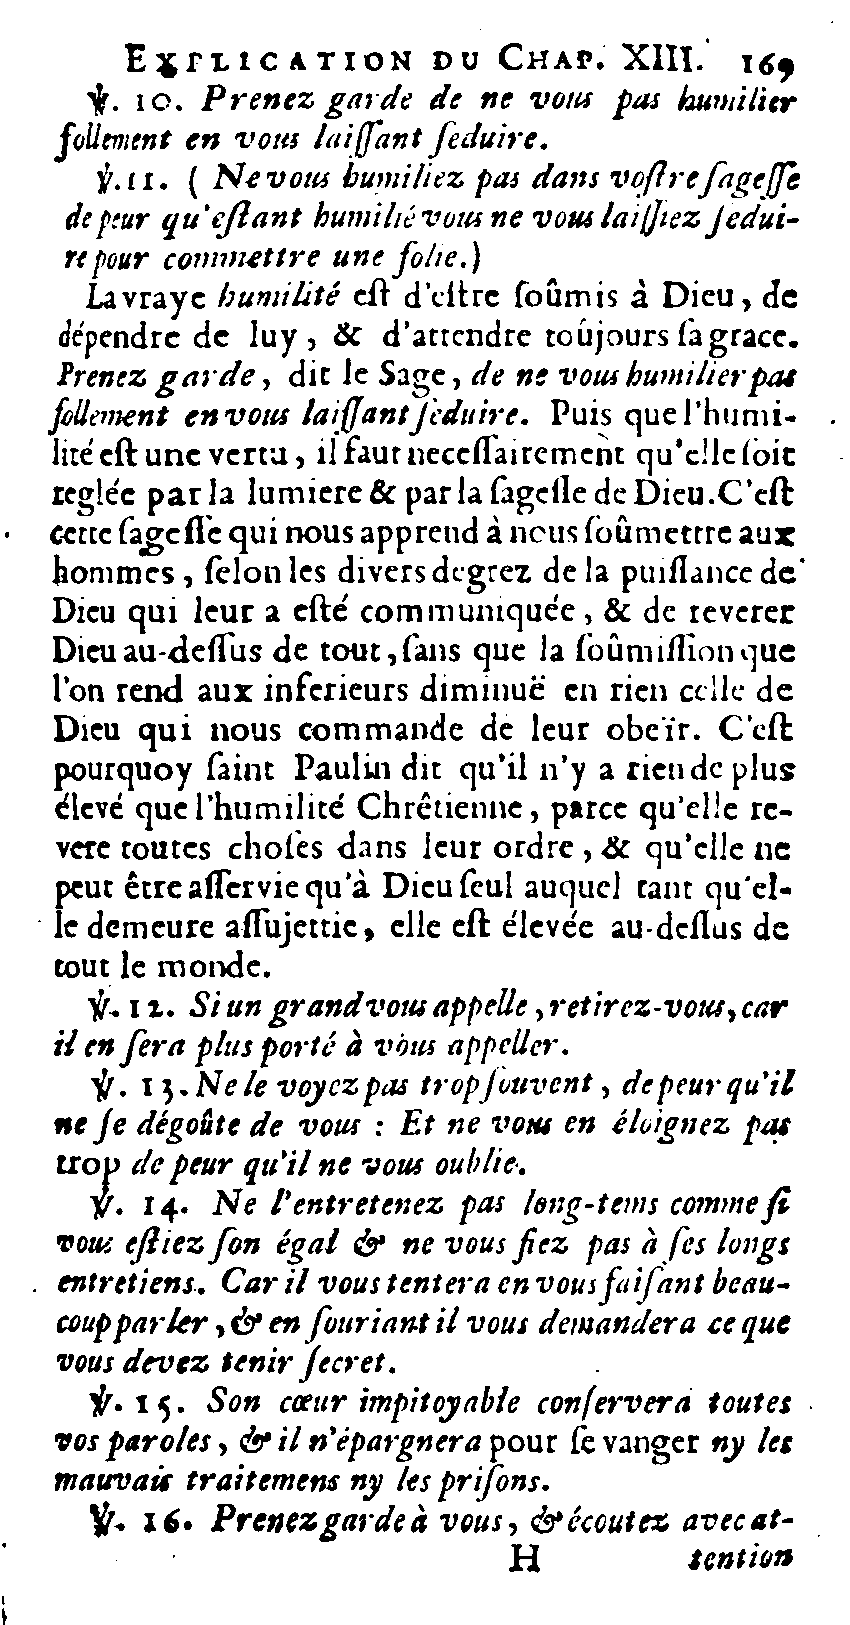 EXPLICATION DU CHAP. XIII. 169
℣. 10. Prenez garde de ne vous pas humilier
follement en vous laiſſant ſeduire.
℣. 11. ( Ne vous humiliez pas dans voſtre ſageſſe
de peur qu'eſtant humilié vous ne vous laiſſiez ſedui-
re pour commettre une folie.)
La vraye humilité eſt d'eſtre ſoûmis à Dieu, de
dépendre de luy, & d'attendre toûjours ſa grace.
Prenez garde, dit le Sage, de ne vous humilier pas
follement en vous laiſſant ſeduire. Puis que l'humi-
lité eſt une vertu, il faut neceſſairement qu'elle ſoit
reglée par la lumiere & par la ſageſſe de Dieu. C'eſt
cette ſageſſe qui nous apprend à nous ſoûmettre aux
hommes, ſelon les divers degrez de la puiſſance de
Dieu qui leur a eſté communiquée, & de reverer
Dieu au-deſſus de tout, ſans que la ſoûmiſſion que
l'on rend aux inferieurs diminuë en rien celle de
Dieu qui nous commande de leur obeïr. C'eſt
pourquoy ſaint Paulin dit qu'il n'y a rien de plus
élevé que l'humilité Chrêtienne, parce qu'elle re-
vere toutes choſes dans leur ordre, & qu'elle ne
peut être aſſervie qu'à Dieu ſeul auquel tant qu'el-
le demeure aſſujettie, elle eſt élevée au-deſſus de
tout le monde.
℣. 12. Si un grand vous appelle, retirez-vous, car
il en ſera plus porté à vous appeller.
℣. 13. Ne le voyez pas trop ſouvent, de peur qu'il
ne ſe dégoûte de vous : Et ne vous en éloignez pas
trop de peur qu'il ne vous oublie.
℣. 14. Ne l'entretenez pas long-tems comme ſi
vous eſtiez ſon égal & ne vous fiez pas à ſes longs
entretiens. Car il vous tentera en vous faiſant beau-
coup parler, & en ſouriant il vous demandera ce que
vous devez tenir ſecret.
℣. 15. Son cœur impitoyable conſervera toutes
vos paroles, & il n'épargnera pour ſe vanger ny les
mauvais traitemens ny les priſons.
℣. 16. Prenez garde à vous, & écoutez avec at-
H tention